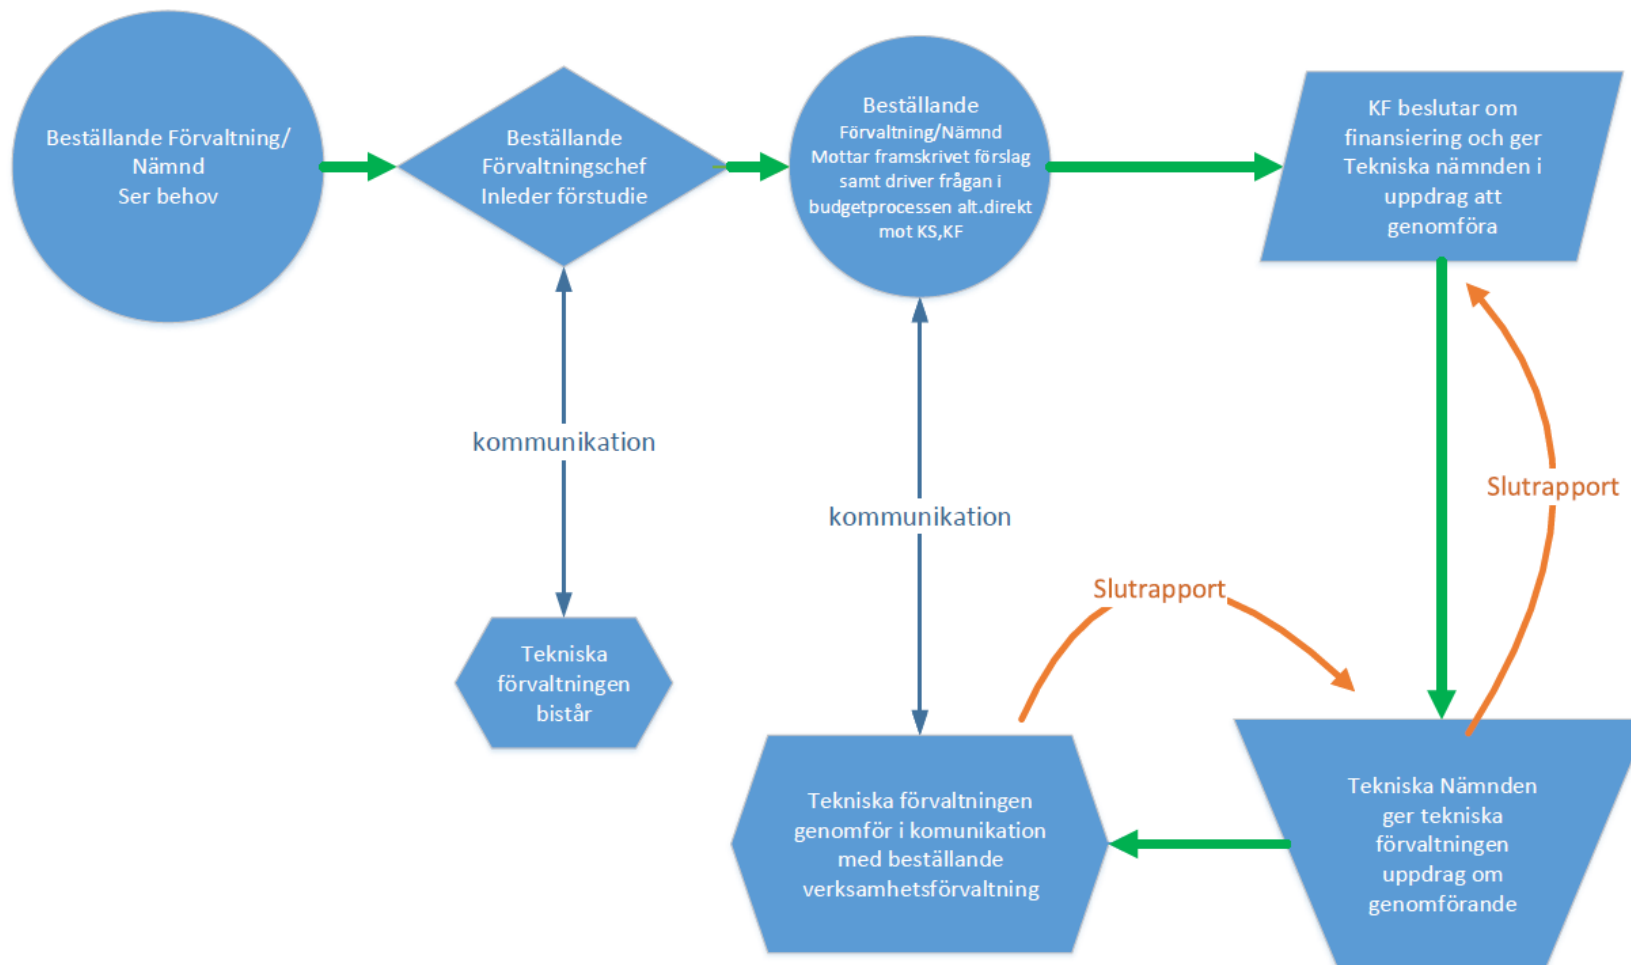 Beställande Förvaltning/
Nämnd
Ser behov
Beställande
Förvaltningschef
Inleder förstudie
Beställande
Förvaltning/Nämnd
Mottar framskrivet förslag
samt driver frågan i
budgetprocessen alt.direkt
mot KS,KF
KF beslutar om
finansiering och ger
Tekniska nämnden i
uppdrag att
genomföra
kommunikation
kommunikation
Slutrapport
Slutrapport
Tekniska
förvaltningen
bistår
Tekniska förvaltningen
genomför i komunikation
med beställande
verksamhetsförvaltning
Tekniska Nämnden
ger tekniska
förvaltningen
uppdrag om
genomförande